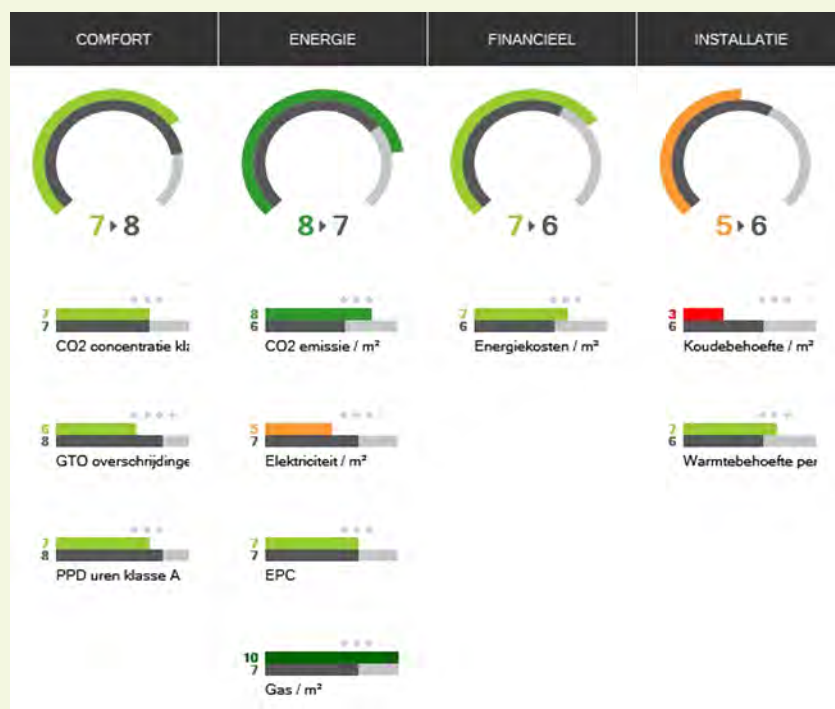 COMFORT
ENERGIE
FINANCIEEL
INSTALLATIE
7 ▸ 8
8 ▸ 7
7 ▸ 6
5 ▸ 6
7
7
CO2 concentratie kla
8
6
CO2 emissie / m²
7
6
Energiekosten / m²
3
6
Koudebehoefte / m²
6
8
GTO overschrijdinge
5
7
Elektriciteit / m²
7
6
Warmtebehoefte per
7
8
PPD uren klasse A
7
7
EPC
10
7
Gas / m²